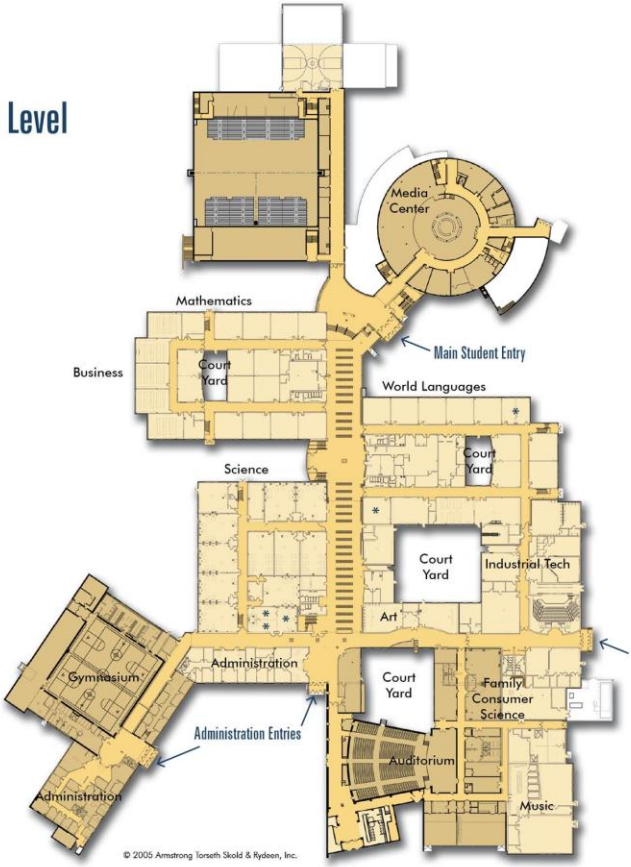 Level
Media
Center
Mathematics
Main Student Entry
Business
Court
Yard
World Languages
*
Court
Yard
Science
*
Court
Yard
Industrial Tech
*
*
*
Art
Administration
Gymnasium
Court
Yard
Family
Consumer
Science
Administration Entries
Auditorium
Administration
Music
© 2005 Armstrong Torseth Skold & Rydeen, Inc.